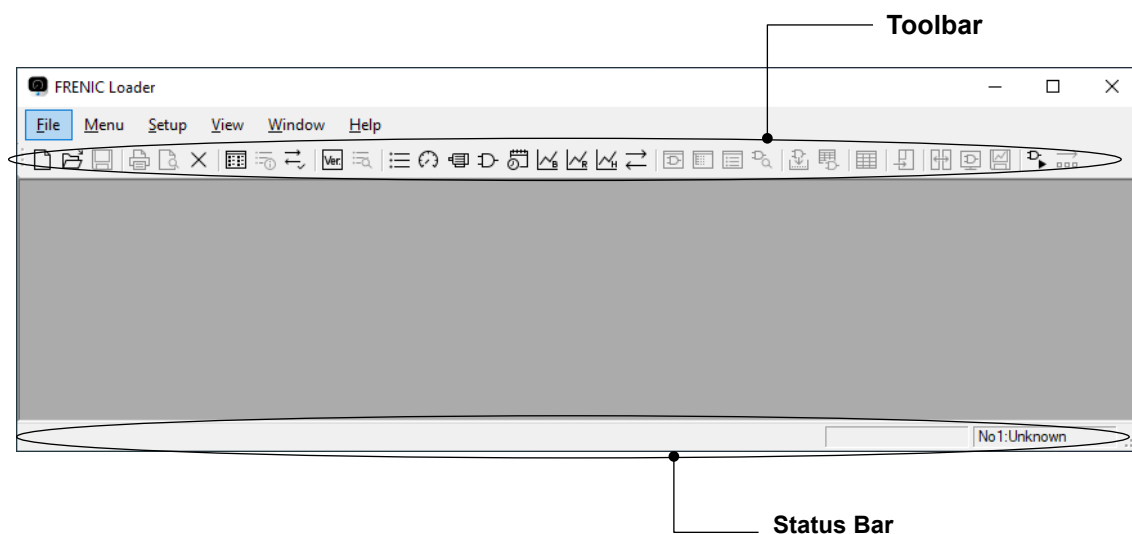 Toolbar
FRENIC Loader
File Menu Setup View Window Help
Ver. B R H
No1:Unknown
Status Bar